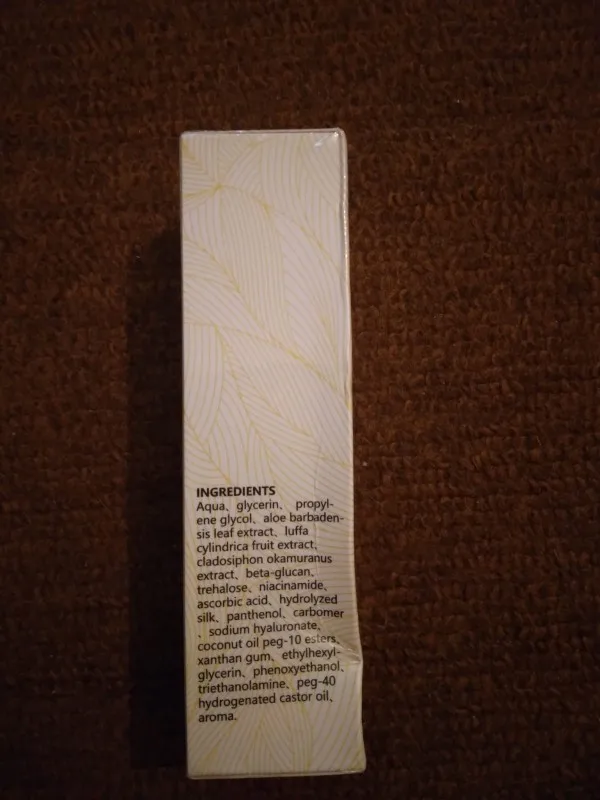 INGREDIENTS
Aqua、glycerin、 propyl-
ene glycol、aloe barbaden-
sis leaf extract、luffa
cylindrica fruit extract、
cladosiphon okamuranus
extract、beta-glucan、
trehalose、niacinamide、
ascorbic acid、hydrolyzed
silk、panthenol、carbomer
、sodium hyaluronate、
coconut oil peg-10 esters、
xanthan gum、ethylhexyl-
glycerin、phenoxyethanol、
triethanolamine、peg-40
hydrogenated castor oil、
aroma、